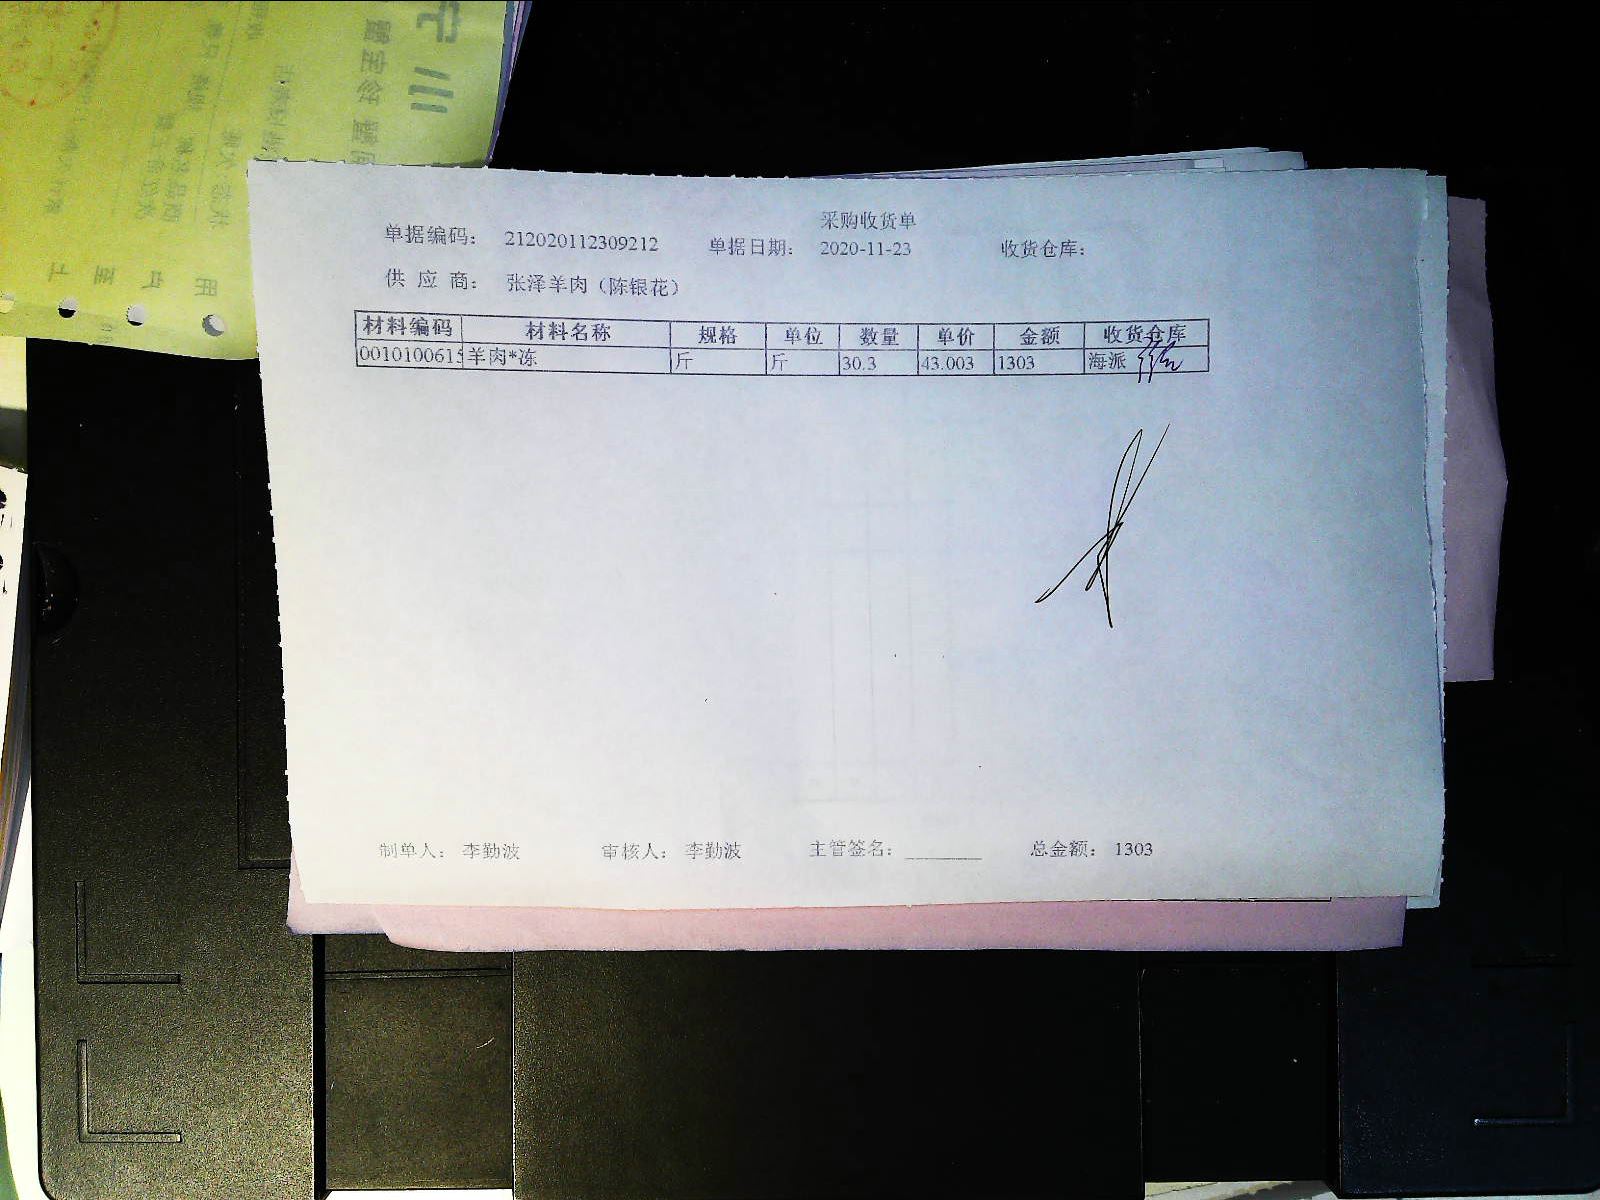 采购收货单
单据编码： 212020112309212 单据日期： 2020-11-23 收货仓库：
供 应 商： 张泽羊肉（陈银花）
材料编码 材料名称 规格 单位 数量 单价 金额 收货仓库
001010061 羊肉*冻 斤 斤 30.3 43.003 1303 海派
制单人： 李勤波 审核人： 李勤波 主管签名： 总金额： 1303